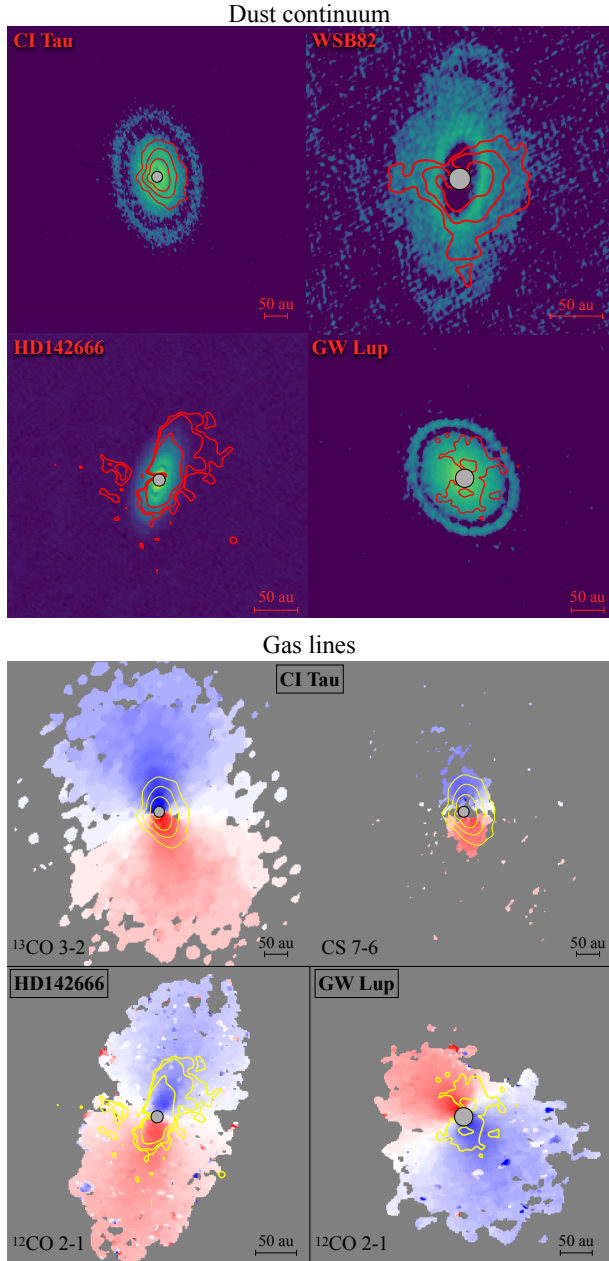 Dust continuum
CI Tau
WSB82
50 au
50 au
HD142666
GW Lup
50 au
50 au
Gas lines
CI Tau
¹³CO 3-2
50 au
CS 7-6
50 au
HD142666
GW Lup
¹²CO 2-1
50 au
¹²CO 2-1
50 au